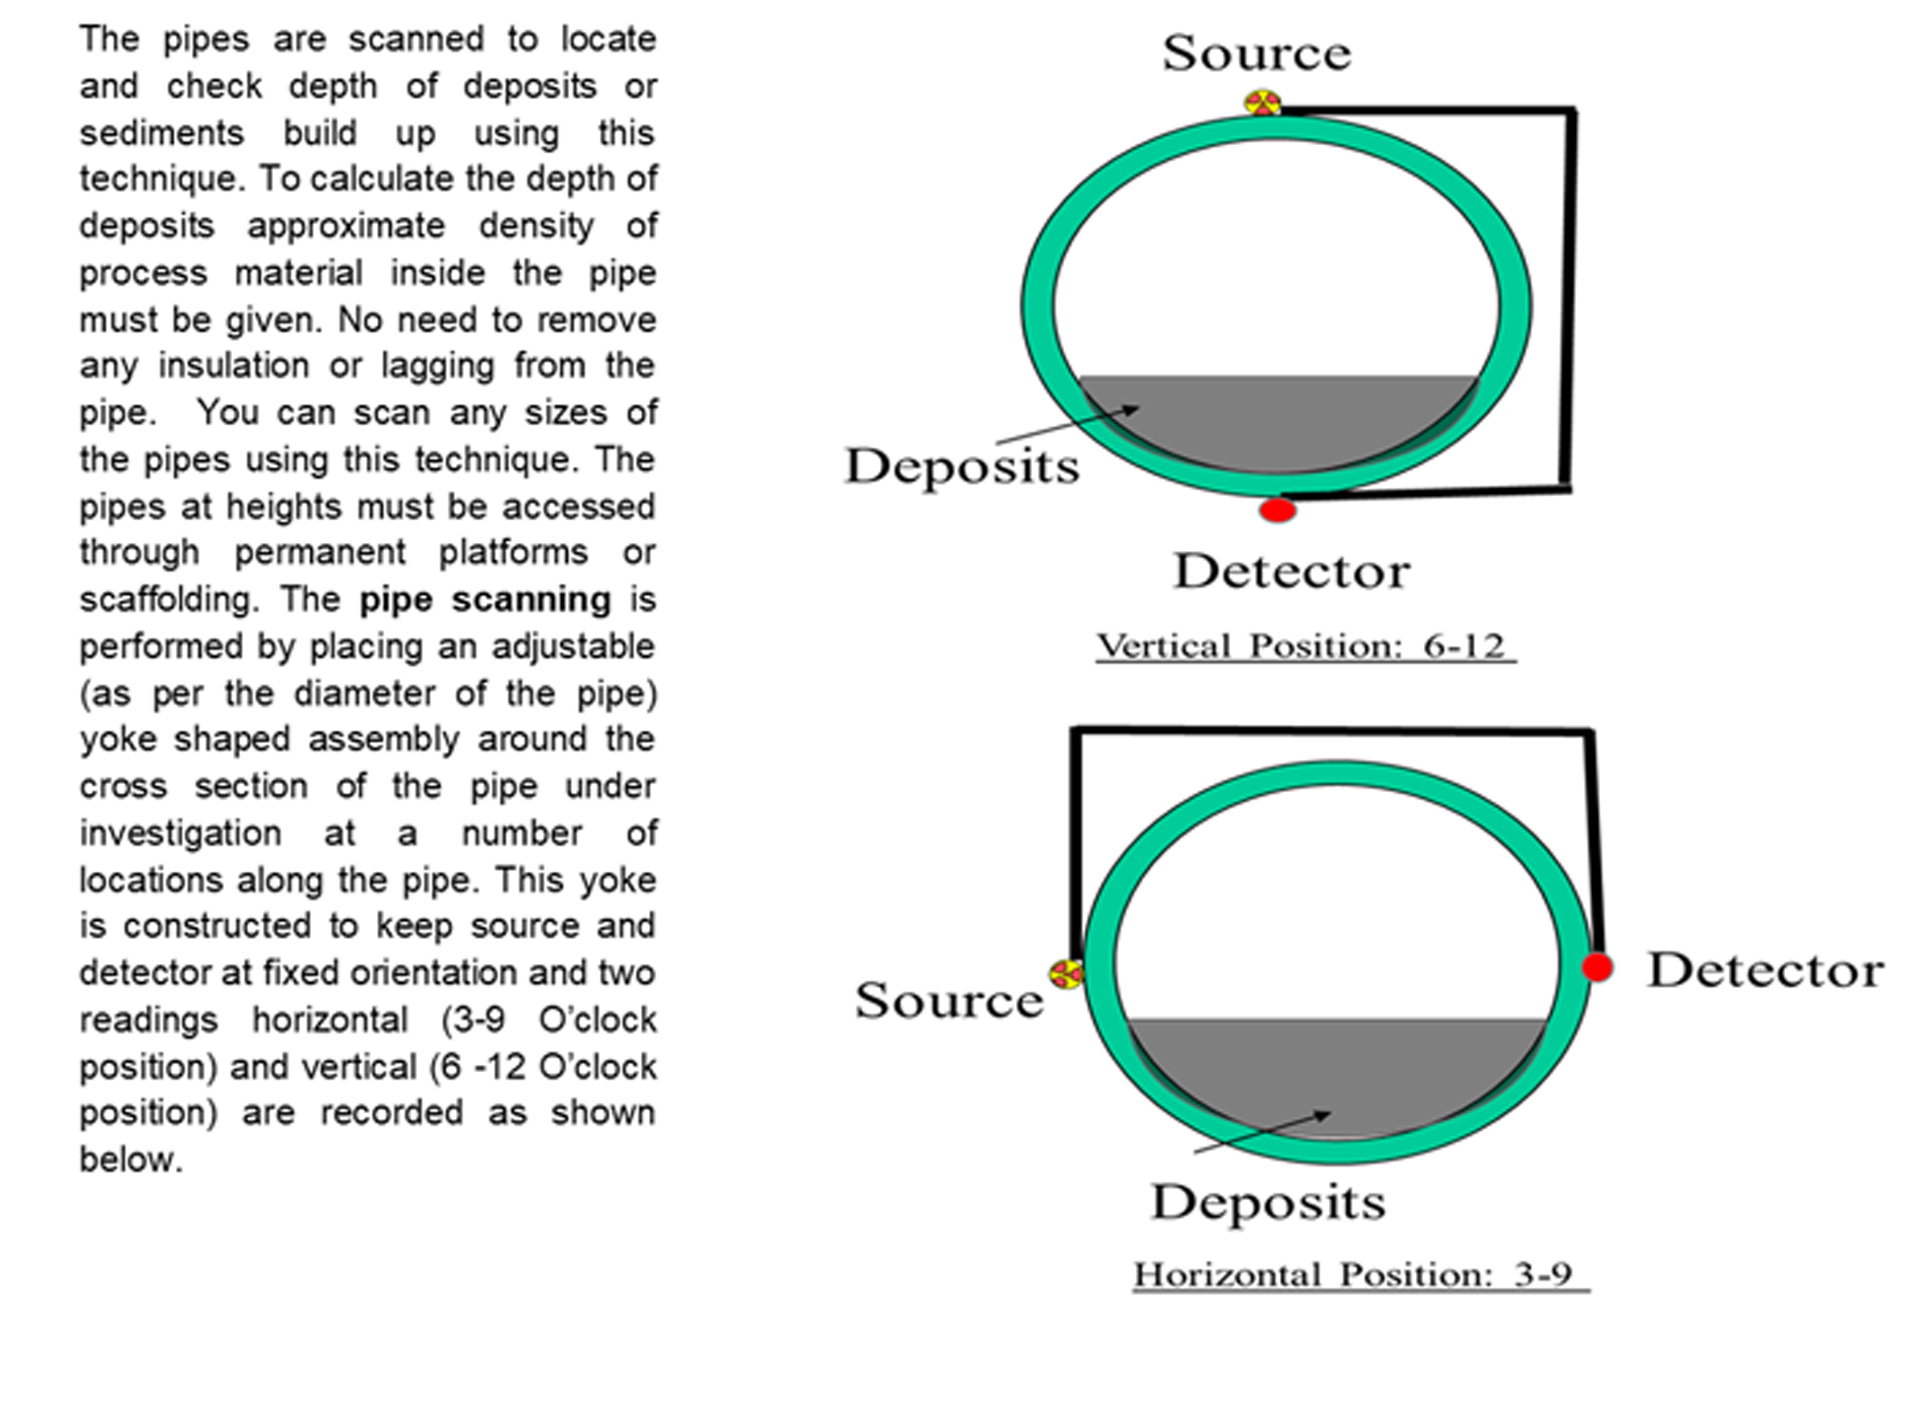 The pipes are scanned to locate
and check depth of deposits or
sediments build up using this
technique. To calculate the depth of
deposits approximate density of
process material inside the pipe
must be given. No need to remove
any insulation or lagging from the
pipe. You can scan any sizes of
the pipes using this technique. The
pipes at heights must be accessed
through permanent platforms or
scaffolding. The pipe scanning is
performed by placing an adjustable
(as per the diameter of the pipe)
yoke shaped assembly around the
cross section of the pipe under
investigation at a number of
locations along the pipe. This yoke
is constructed to keep source and
detector at fixed orientation and two
readings horizontal (3-9 O’clock
position) and vertical (6 -12 O’clock
position) are recorded as shown
below.
Source
Deposits
Detector
Vertical Position: 6-12
Source
Detector
Deposits
Horizontal Position: 3-9